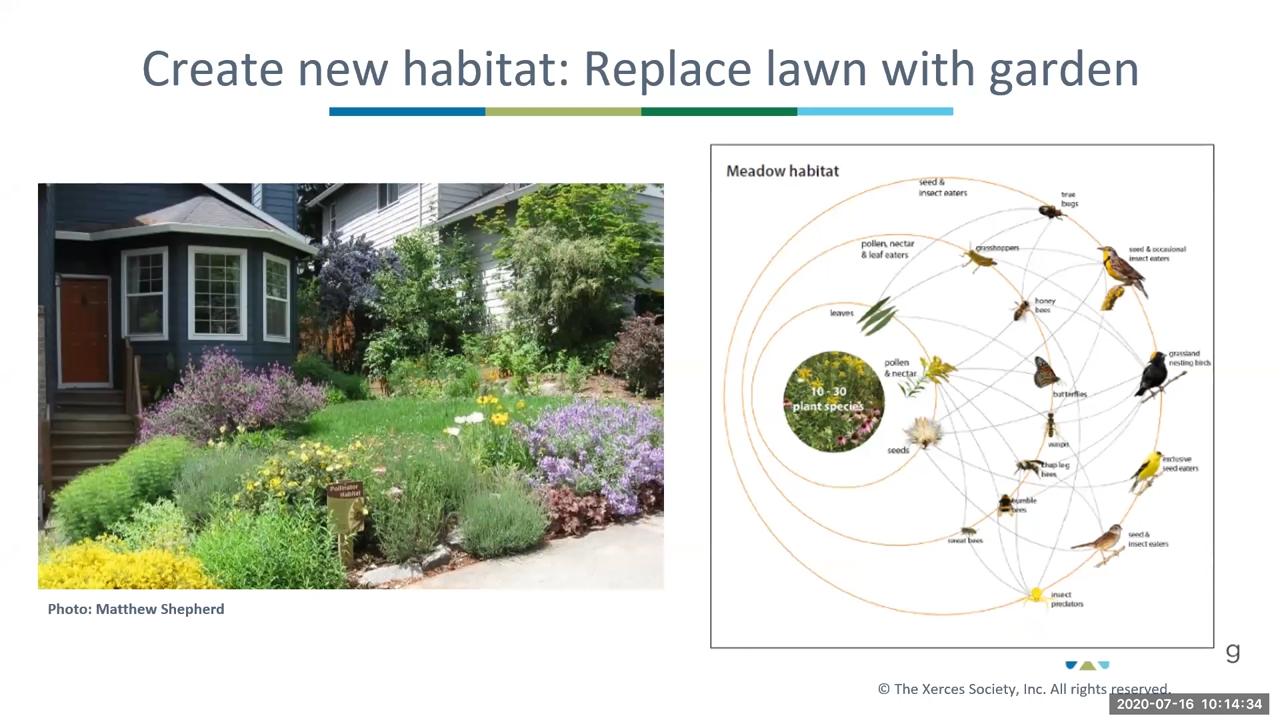 Create new habitat: Replace lawn with garden
Pollinator
Habitat
Photo: Matthew Shepherd
Meadow habitat
seed &
insect eaters
true
bugs
pollen, nectar
& leaf eaters
grasshoppers
seed & occasional
insect eaters
leaves
honey
bees
pollen
& nectar
grassland
nesting birds
10 - 30
plant species
butterflies
wasps
seeds
chap leg
bees
exclusive
seed eaters
bumble
bees
sweat bees
seed &
insect eaters
insect
predators
g
© The Xerces Society, Inc. All rights reserved.
2020-07-16 10:14:34